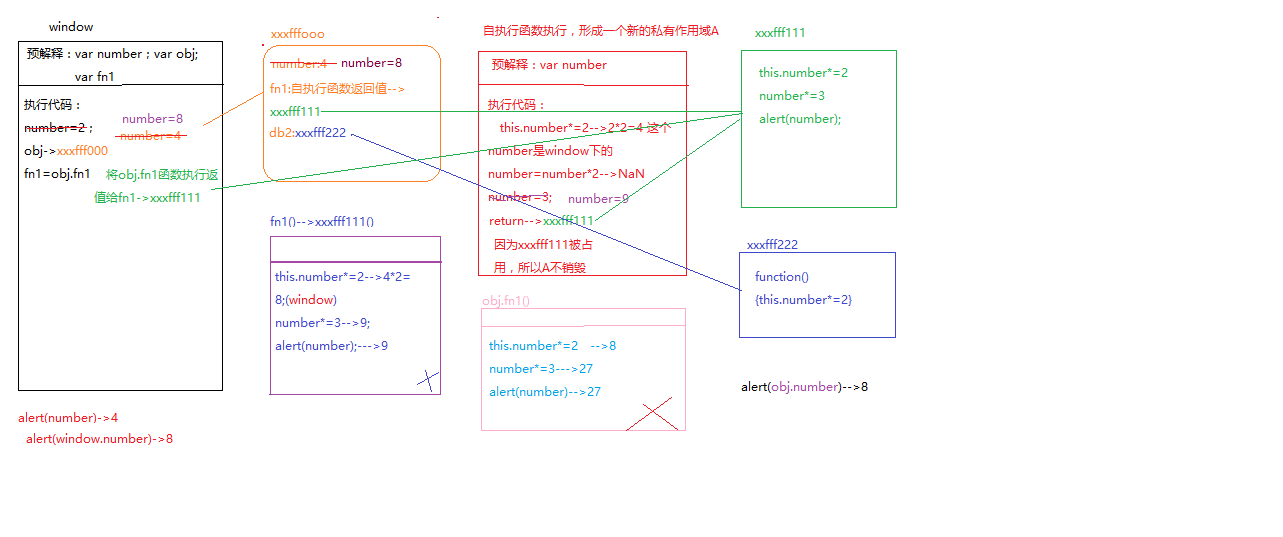 window
预解释：var number；var obj;
var fn1
执行代码：
number=2；
number=8
number=4
obj->xxxfff000
fn1=obj.fn1 将obj.fn1函数执行返
值给fn1->xxxfff111
alert(number)->4
alert(window.number)->8
xxxfffooo
number:4 number=8
fn1:自执行函数返回值-->
xxxfff111
db2:xxxfff222
fn1()-->xxxfff111()
this.number*=2-->4*2=
8;(window)
number*=3-->9;
alert(number);--->9
自执行函数执行，形成一个新的私有作用域A
预解释：var number
执行代码：
this.number*=2-->2*2=4 这个
number是window下的
number=number*2-->NaN
number=3; number=9
return-->xxxfff111
因为xxxfff111被占
用，所以A不销毁
obj.fn1()
this.number*=2 -->8
number*=3--->27
alert(number)-->27
xxxfff111
this.number*=2
number*=3
alert(number);
xxxfff222
function()
{this.number*=2}
alert(obj.number)-->8